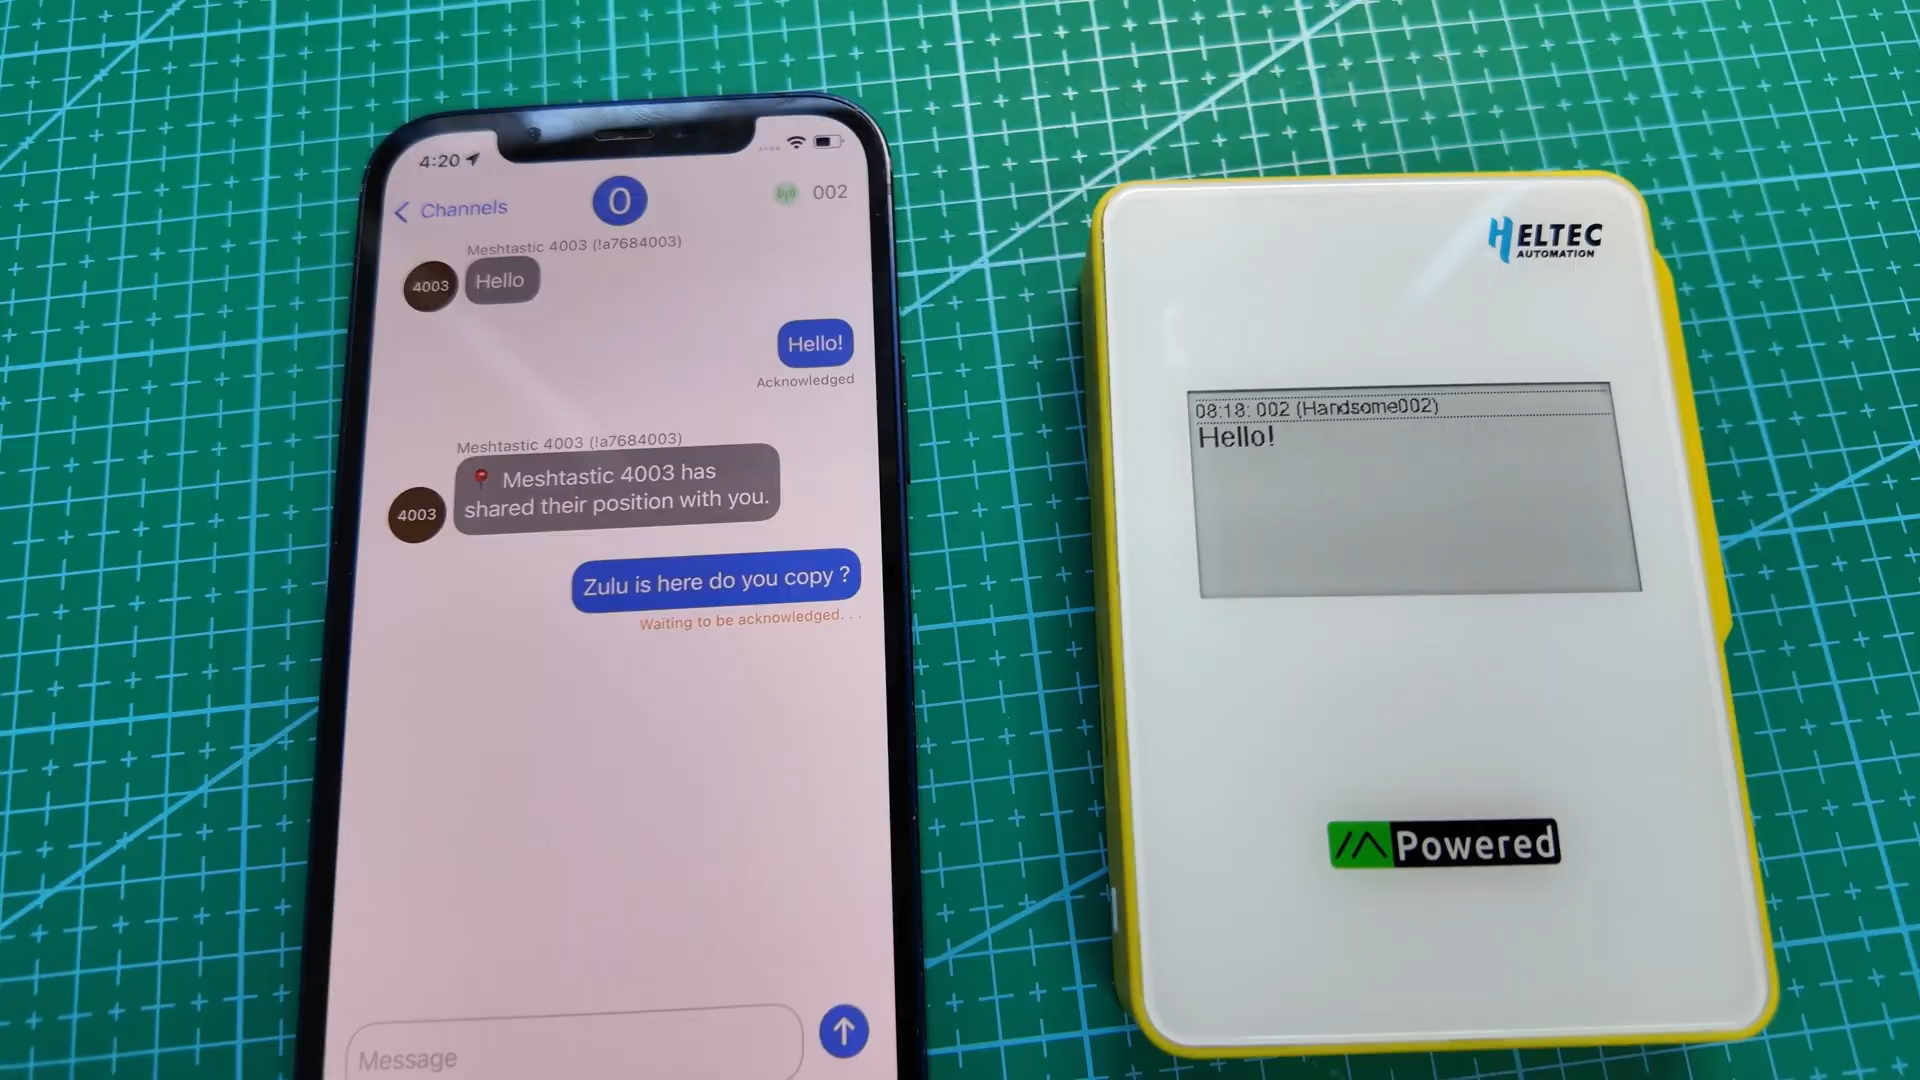 4:20
Channels
0
002
Meshtastic 4003 (!a7684003)
4003
Hello
Hello!
Acknowledged
Meshtastic 4003 (!a7684003)
4003
Meshtastic 4003 has
shared their position with you.
Zulu is here do you copy ?
Waiting to be acknowledged. . .
Message
HELTEC
AUTOMATION
08:18: 002 (Handsome002)
Hello!
Powered